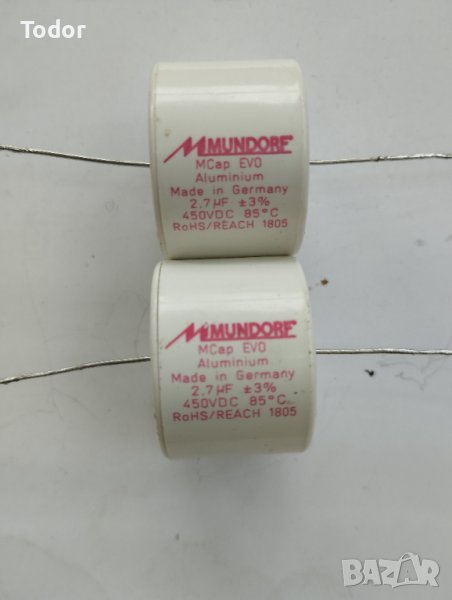 Todor
MUNDORF
MCap EVO
Aluminium
Made in Germany
2.7µF ±3%
450VDC 85°C
RoHS/REACH 1805
MUNDORF
MCap EVO
Aluminium
Made in Germany
2.7µF ±3%
450VDC 85°C
RoHS/REACH 1805
BAZAR